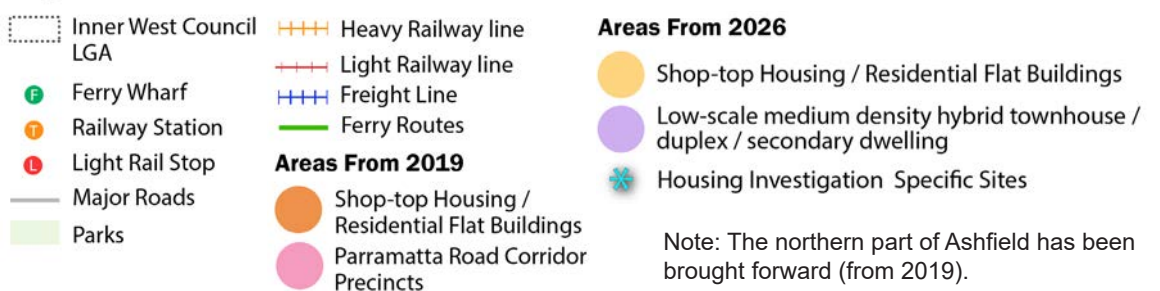 Inner West Council
LGA
F Ferry Wharf
T Railway Station
L Light Rail Stop
Major Roads
Parks
Heavy Railway line
Light Railway line
Freight Line
Ferry Routes
Areas From 2019
Shop-top Housing /
Residential Flat Buildings
Parramatta Road Corridor
Precincts
Areas From 2026
Shop-top Housing / Residential Flat Buildings
Low-scale medium density hybrid townhouse /
duplex / secondary dwelling
Housing Investigation Specific Sites
Note: The northern part of Ashfield has been
brought forward (from 2019).